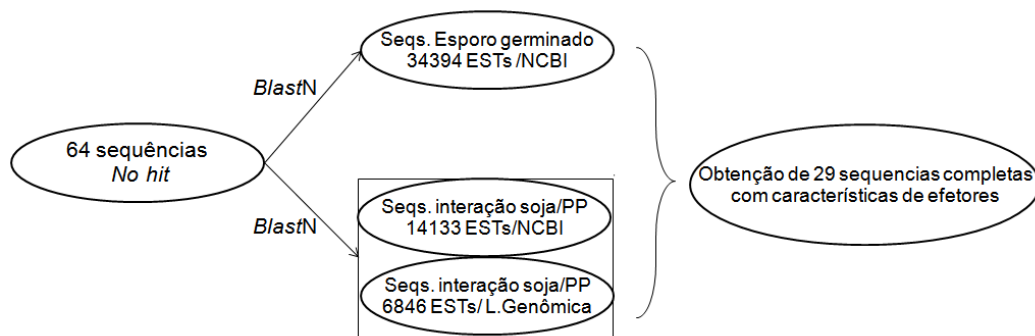 64 sequências
No hit
BlastN
BlastN
Seqs. Esporo germinado
34394 ESTs /NCBI
Seqs. interação soja/PP
14133 ESTs/NCBI
Seqs. interação soja/PP
6846 ESTs/ L.Genômica
Obtenção de 29 sequencias completas
com características de efetores